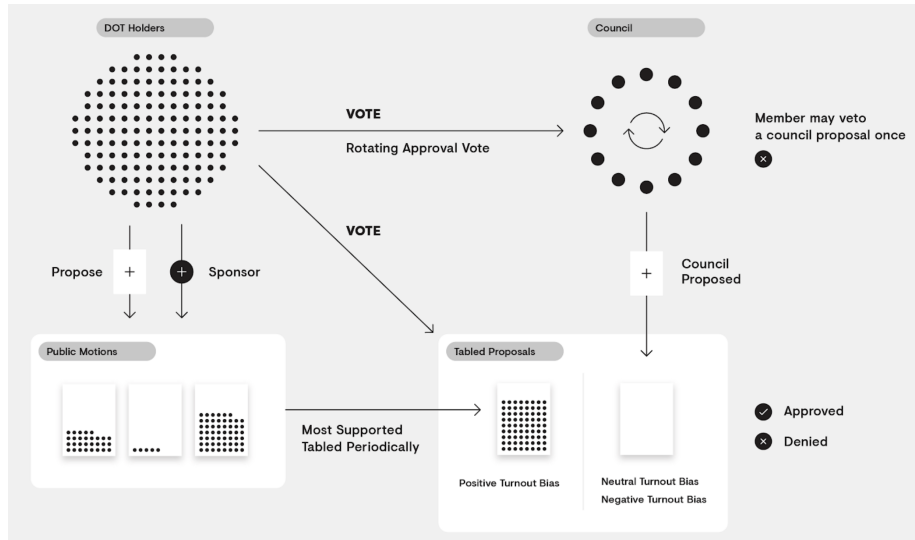 DOT Holders
Council
VOTE
Rotating Approval Vote
Member may veto
a council proposal once
VOTE
Propose
Sponsor
Council
Proposed
Public Motions
Tabled Proposals
Most Supported
Tabled Periodically
Approved
Denied
Positive Turnout Bias
Neutral Turnout Bias
Negative Turnout Bias